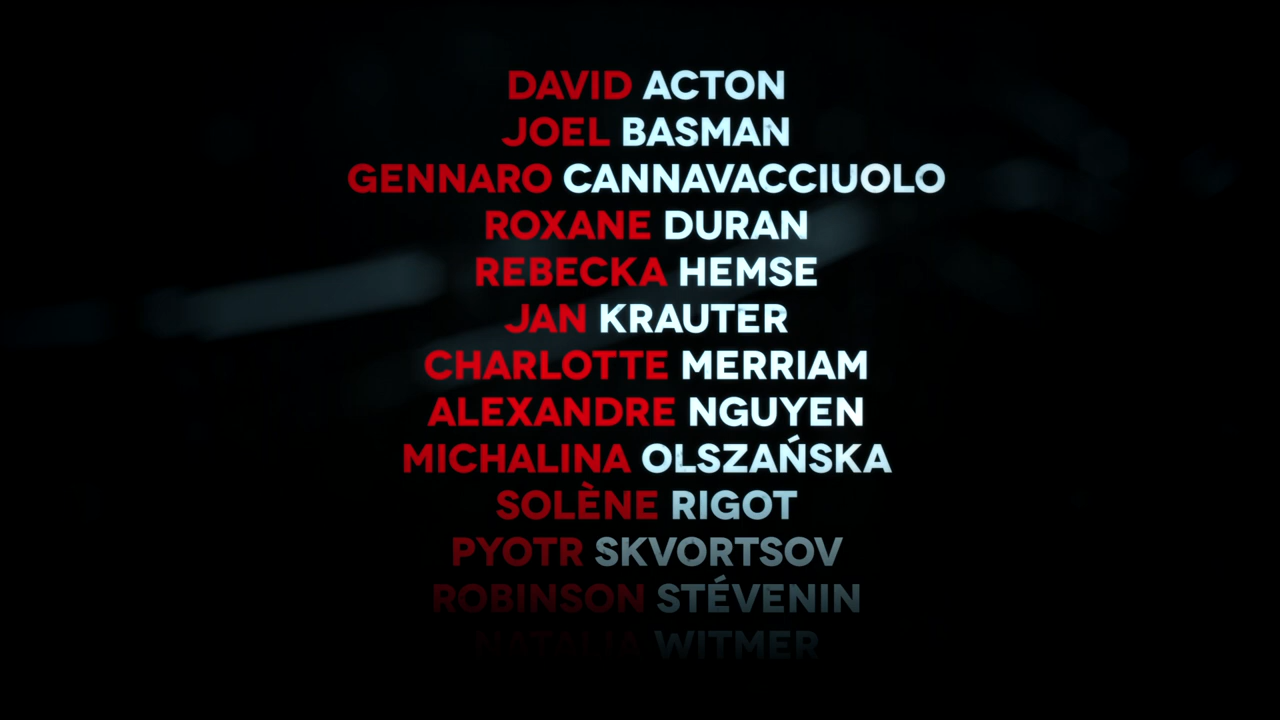 DAVID ACTON
JOEL BASMAN
GENNARO CANNAVACCIUOLO
ROXANE DURAN
REBECKA HEMSE
JAN KRAUTER
CHARLOTTE MERRIAM
ALEXANDRE NGUYEN
MICHALINA OLSZAŃSKA
SOLÈNE RIGOT
PYOTR SKVORTSOV
ROBINSON STÉVENIN
NATALIA WITMER